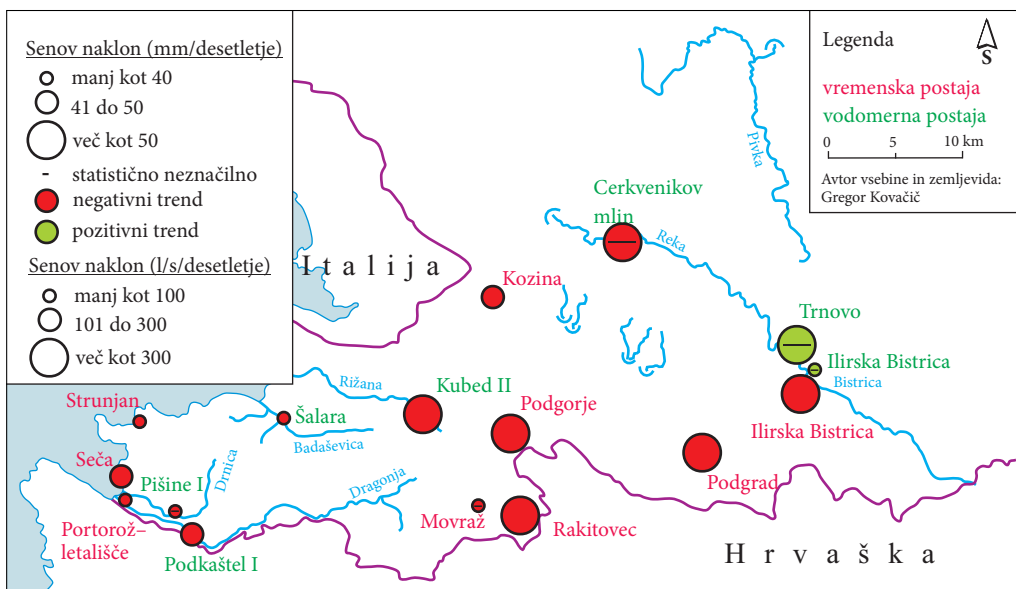 Senov naklon (mm/desetletje)
manj kot 40
41 do 50
več kot 50
- statistično neznačilno
negativni trend
pozitivni trend
Senov naklon (l/s/desetletje)
manj kot 100
101 do 300
več kot 300
Legenda
S
vremenska postaja
vodomerna postaja
0 5 10 km
Avtor vsebine in zemljevida:
Gregor Kovačič
Pivka
Cerkvenikov
mlin
Reka
Italija
Kozina
Trnovo
Ilirska Bistrica
Bistrica
Rižana
Kubed II
Strunjan
Šalara
Badaševica
Podgorje
Ilirska Bistrica
Seča
Pišine I
Drnica
Dragonja
Podgrad
Portorož–
letališče
Movraž
Rakitovec
Podkaštel I
Hrvaška